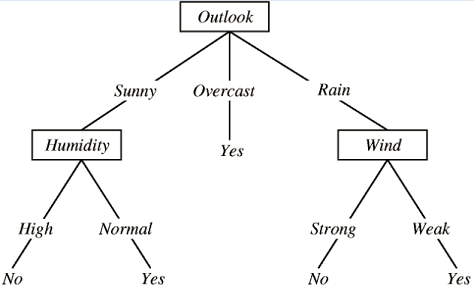 Outlook
Sunny Overcast Rain
Humidity Yes Wind
High Normal Strong Weak
No Yes No Yes